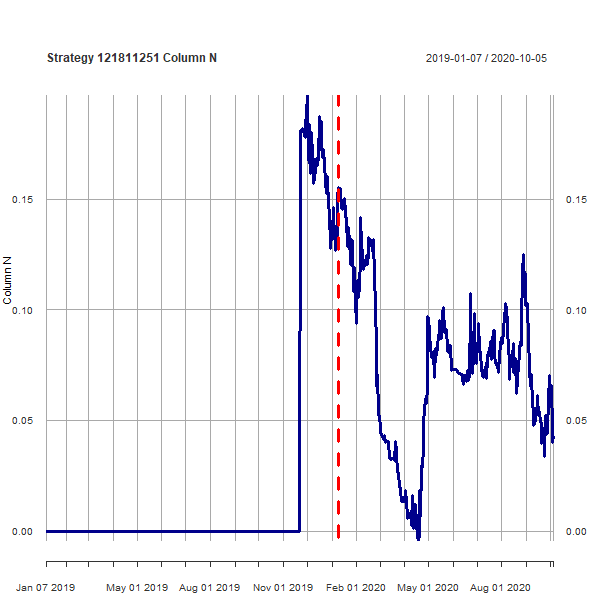 Strategy 121811251 Column N
2019-01-07 / 2020-10-05
Column N
0.15
0.10
0.05
0.00
0.15
0.10
0.05
0.00
Jan 07 2019
May 01 2019
Aug 01 2019
Nov 01 2019
Feb 01 2020
May 01 2020
Aug 01 2020